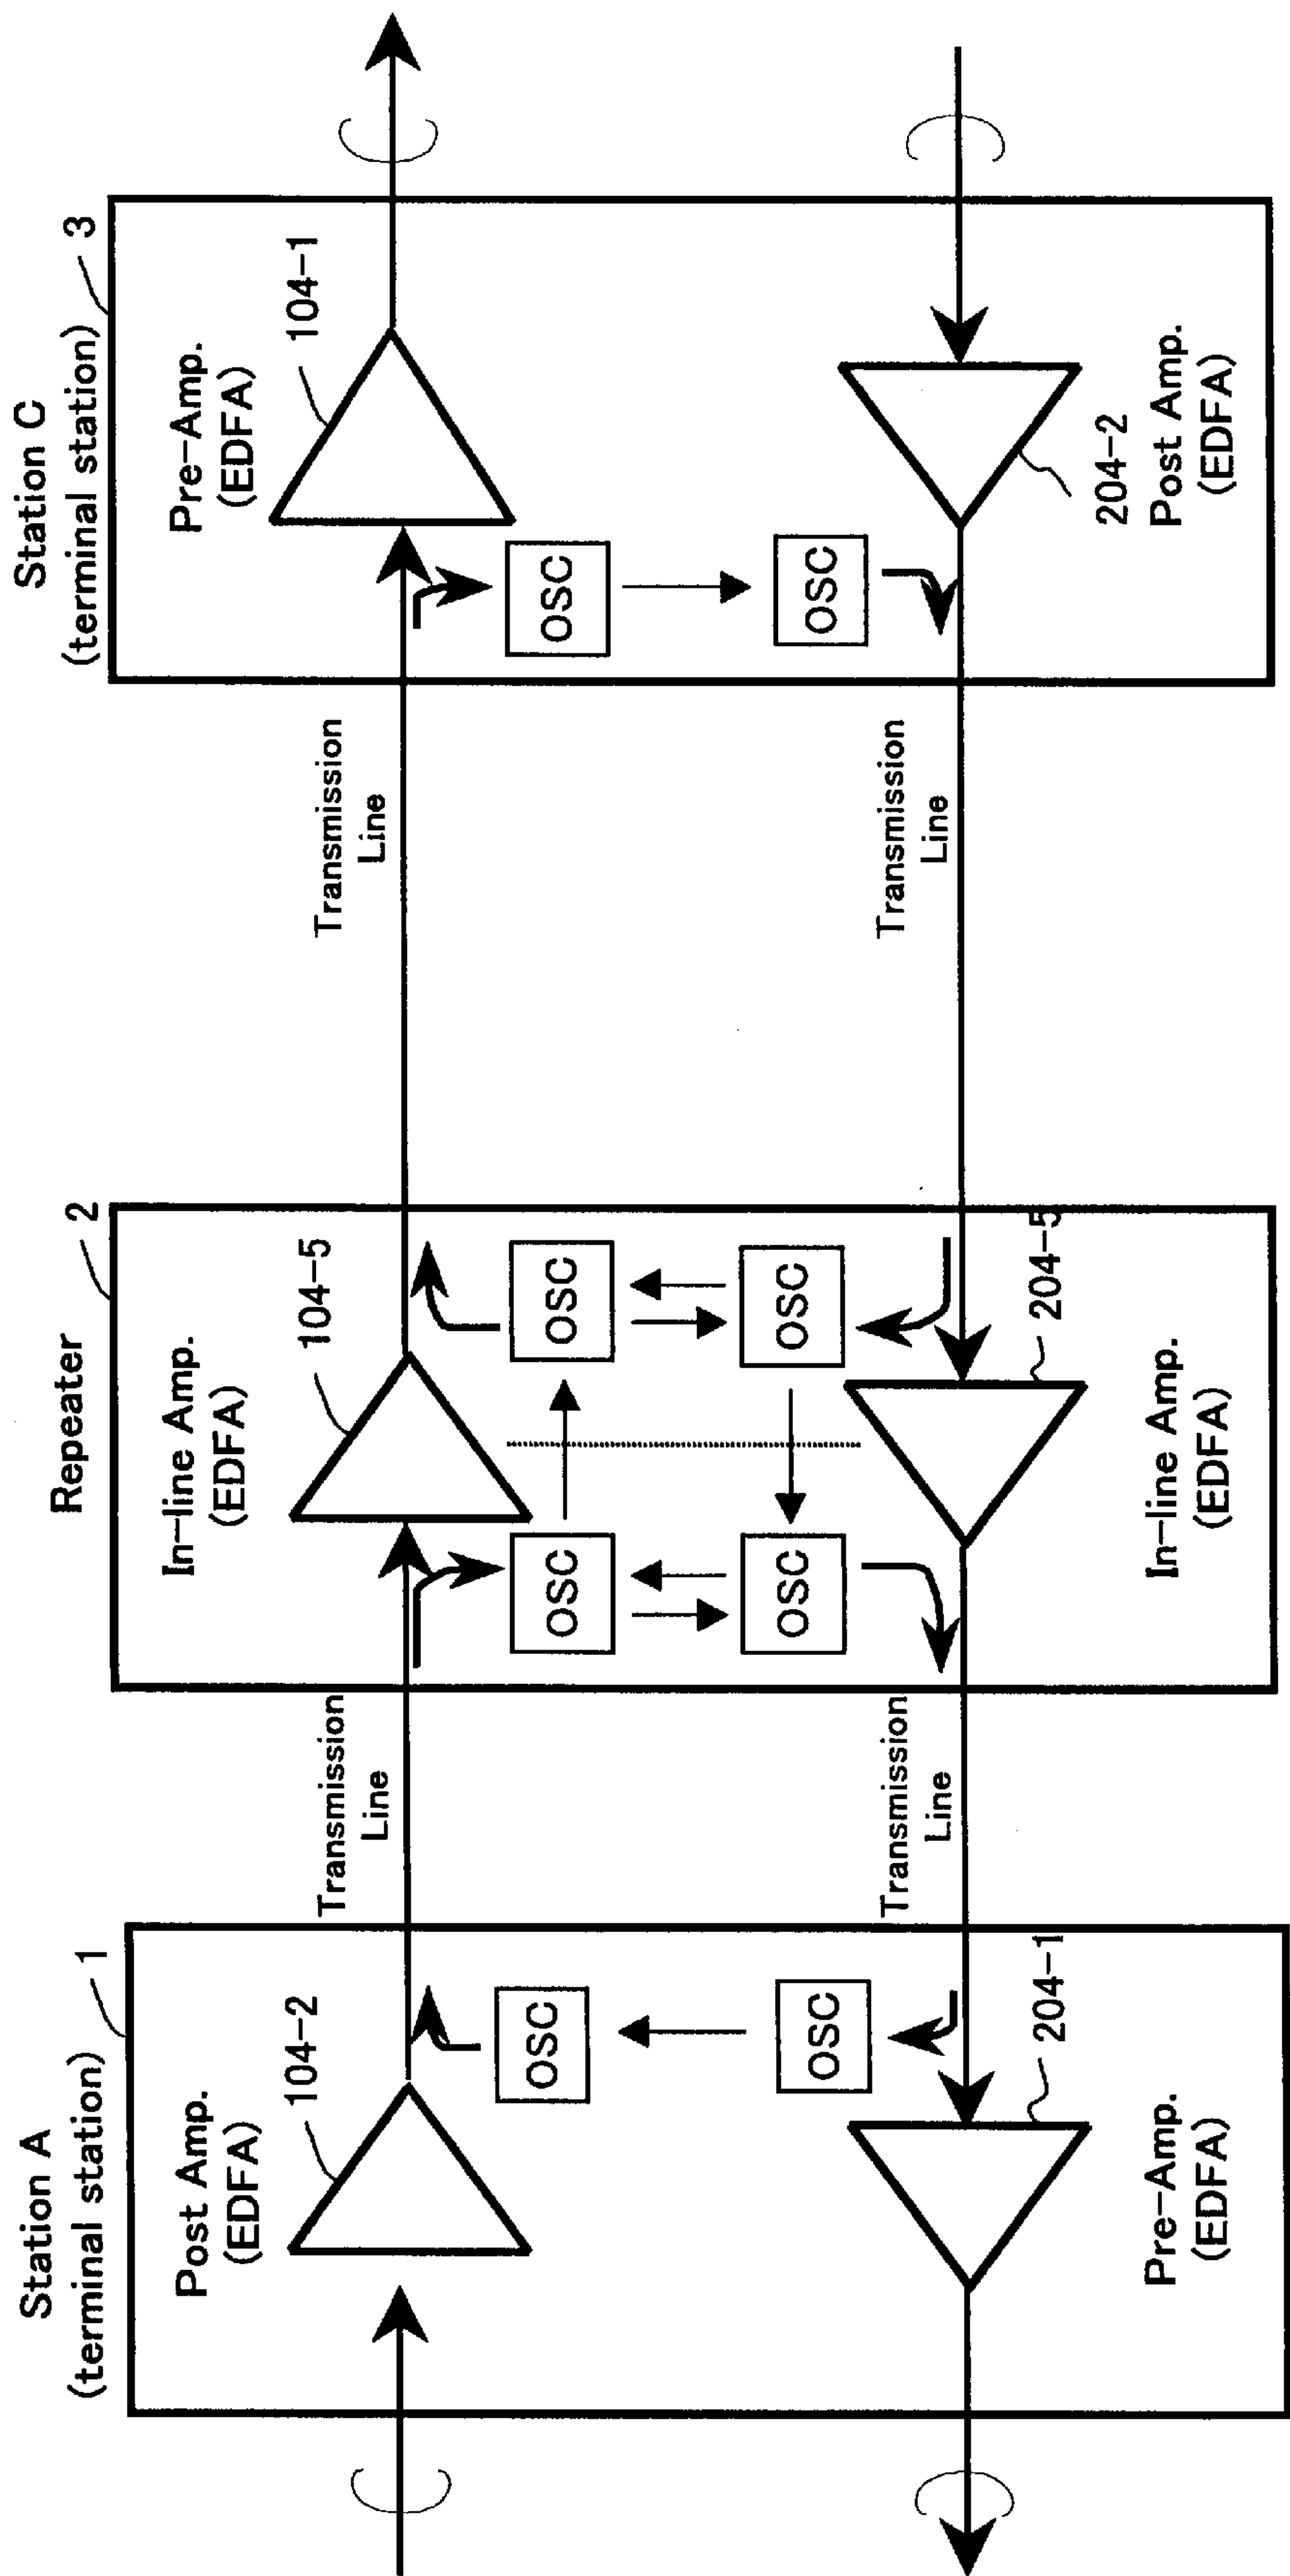 Station A
(terminal station)
1
Post Amp.
(EDFA)
104-2
OSC
OSC
204-1
Pre-Amp.
(EDFA)
Transmission
Line
Transmission
Line
Repeater
2
In-line Amp.
(EDFA)
104-5
OSC
OSC
OSC
OSC
204-5
In-line Amp.
(EDFA)
Transmission
Line
Transmission
Line
Station C
(terminal station)
3
Pre-Amp.
(EDFA)
104-1
OSC
OSC
204-2
Post Amp.
(EDFA)